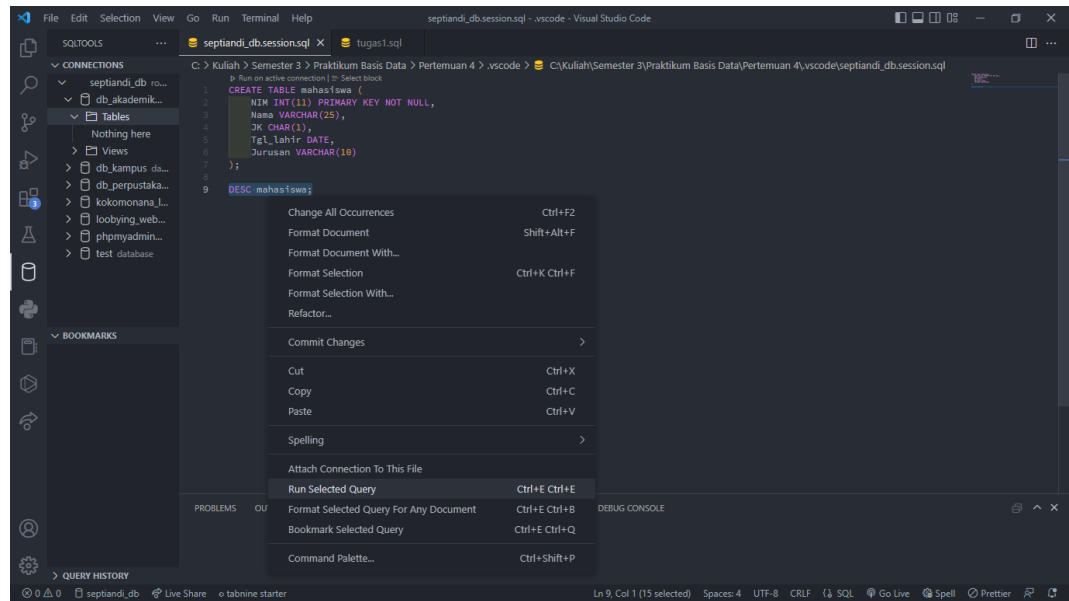 File Edit Selection View Go Run Terminal Help septiandi_db.session.sql - .vscode - Visual Studio Code
SQLTOOLS ...
septiandi_db.session.sql tugas1.sql
CONNECTIONS
septiandi_db ro...
db_akademik...
Tables
Nothing here
Views
db_kampus da...
db_perpustaka...
kokomonana_l...
loobying_web...
phpmyadmin...
test database
BOOKMARKS
QUERY HISTORY
3
C: > Kuliah > Semester 3 > Praktikum Basis Data > Pertemuan 4 > .vscode > C:\Kuliah\Semester 3\Praktikum Basis Data\Pertemuan 4\.vscode\septiandi_db.session.sql
Run on active connection | Select block
1 CREATE TABLE mahasiswa (
2 NIM INT(11) PRIMARY KEY NOT NULL,
3 Nama VARCHAR(25),
4 JK CHAR(1),
5 Tgl_lahir DATE,
6 Jurusan VARCHAR(10)
7 );
8
9 DESC mahasiswa;
Change All Occurrences Ctrl+F2
Format Document Shift+Alt+F
Format Document With...
Format Selection Ctrl+K Ctrl+F
Format Selection With...
Refactor...
Commit Changes
Cut Ctrl+X
Copy Ctrl+C
Paste Ctrl+V
Spelling
Attach Connection To This File
Run Selected Query Ctrl+E Ctrl+E
Format Selected Query For Any Document Ctrl+E Ctrl+B
Bookmark Selected Query Ctrl+E Ctrl+Q
Command Palette... Ctrl+Shift+P
PROBLEMS OU DEBUG CONSOLE
0 0 septiandi_db Live Share tabnine starter Ln 9, Col 1 (15 selected) Spaces: 4 UTF-8 CRLF SQL Go Live Spell Prettier